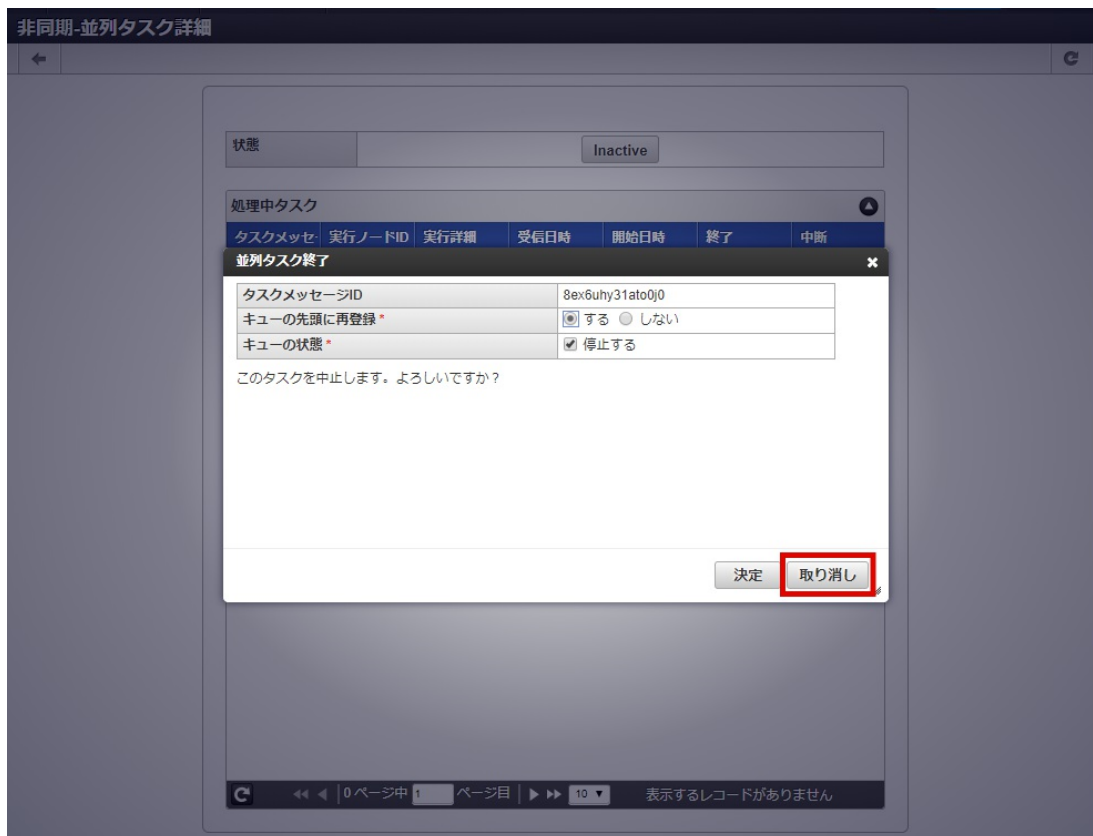 非同期-並列タスク詳細
状態 Inactive
処理中タスク
タスクメッセ- 実行ノードID 実行詳細 受信日時 開始日時 終了 中断
並列タスク終了
タスクメッセージID 8ex6uhy31ato0j0
キューの先頭に再登録* する しない
キューの状態* 停止する
このタスクを中止します。よろしいですか？
決定 取り消し
0 ページ中 1 ページ目 10 表示するレコードがありません